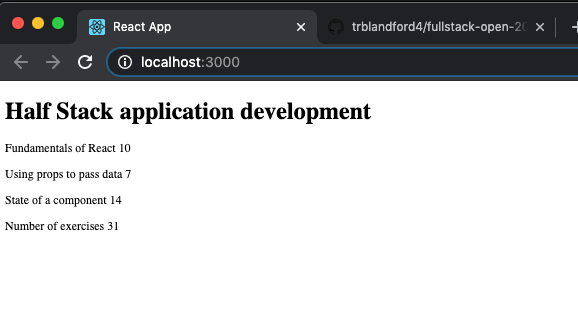 React App
trblandford4/fullstack-open-20
localhost:3000
Half Stack application development
Fundamentals of React 10
Using props to pass data 7
State of a component 14
Number of exercises 31